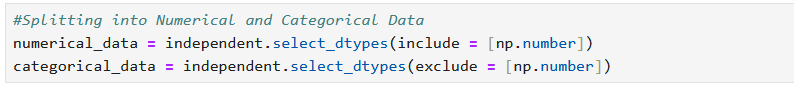 #Splitting into Numerical and Categorical Data
numerical_data = independent.select_dtypes(include = [np.number])
categorical_data = independent.select_dtypes(exclude = [np.number])